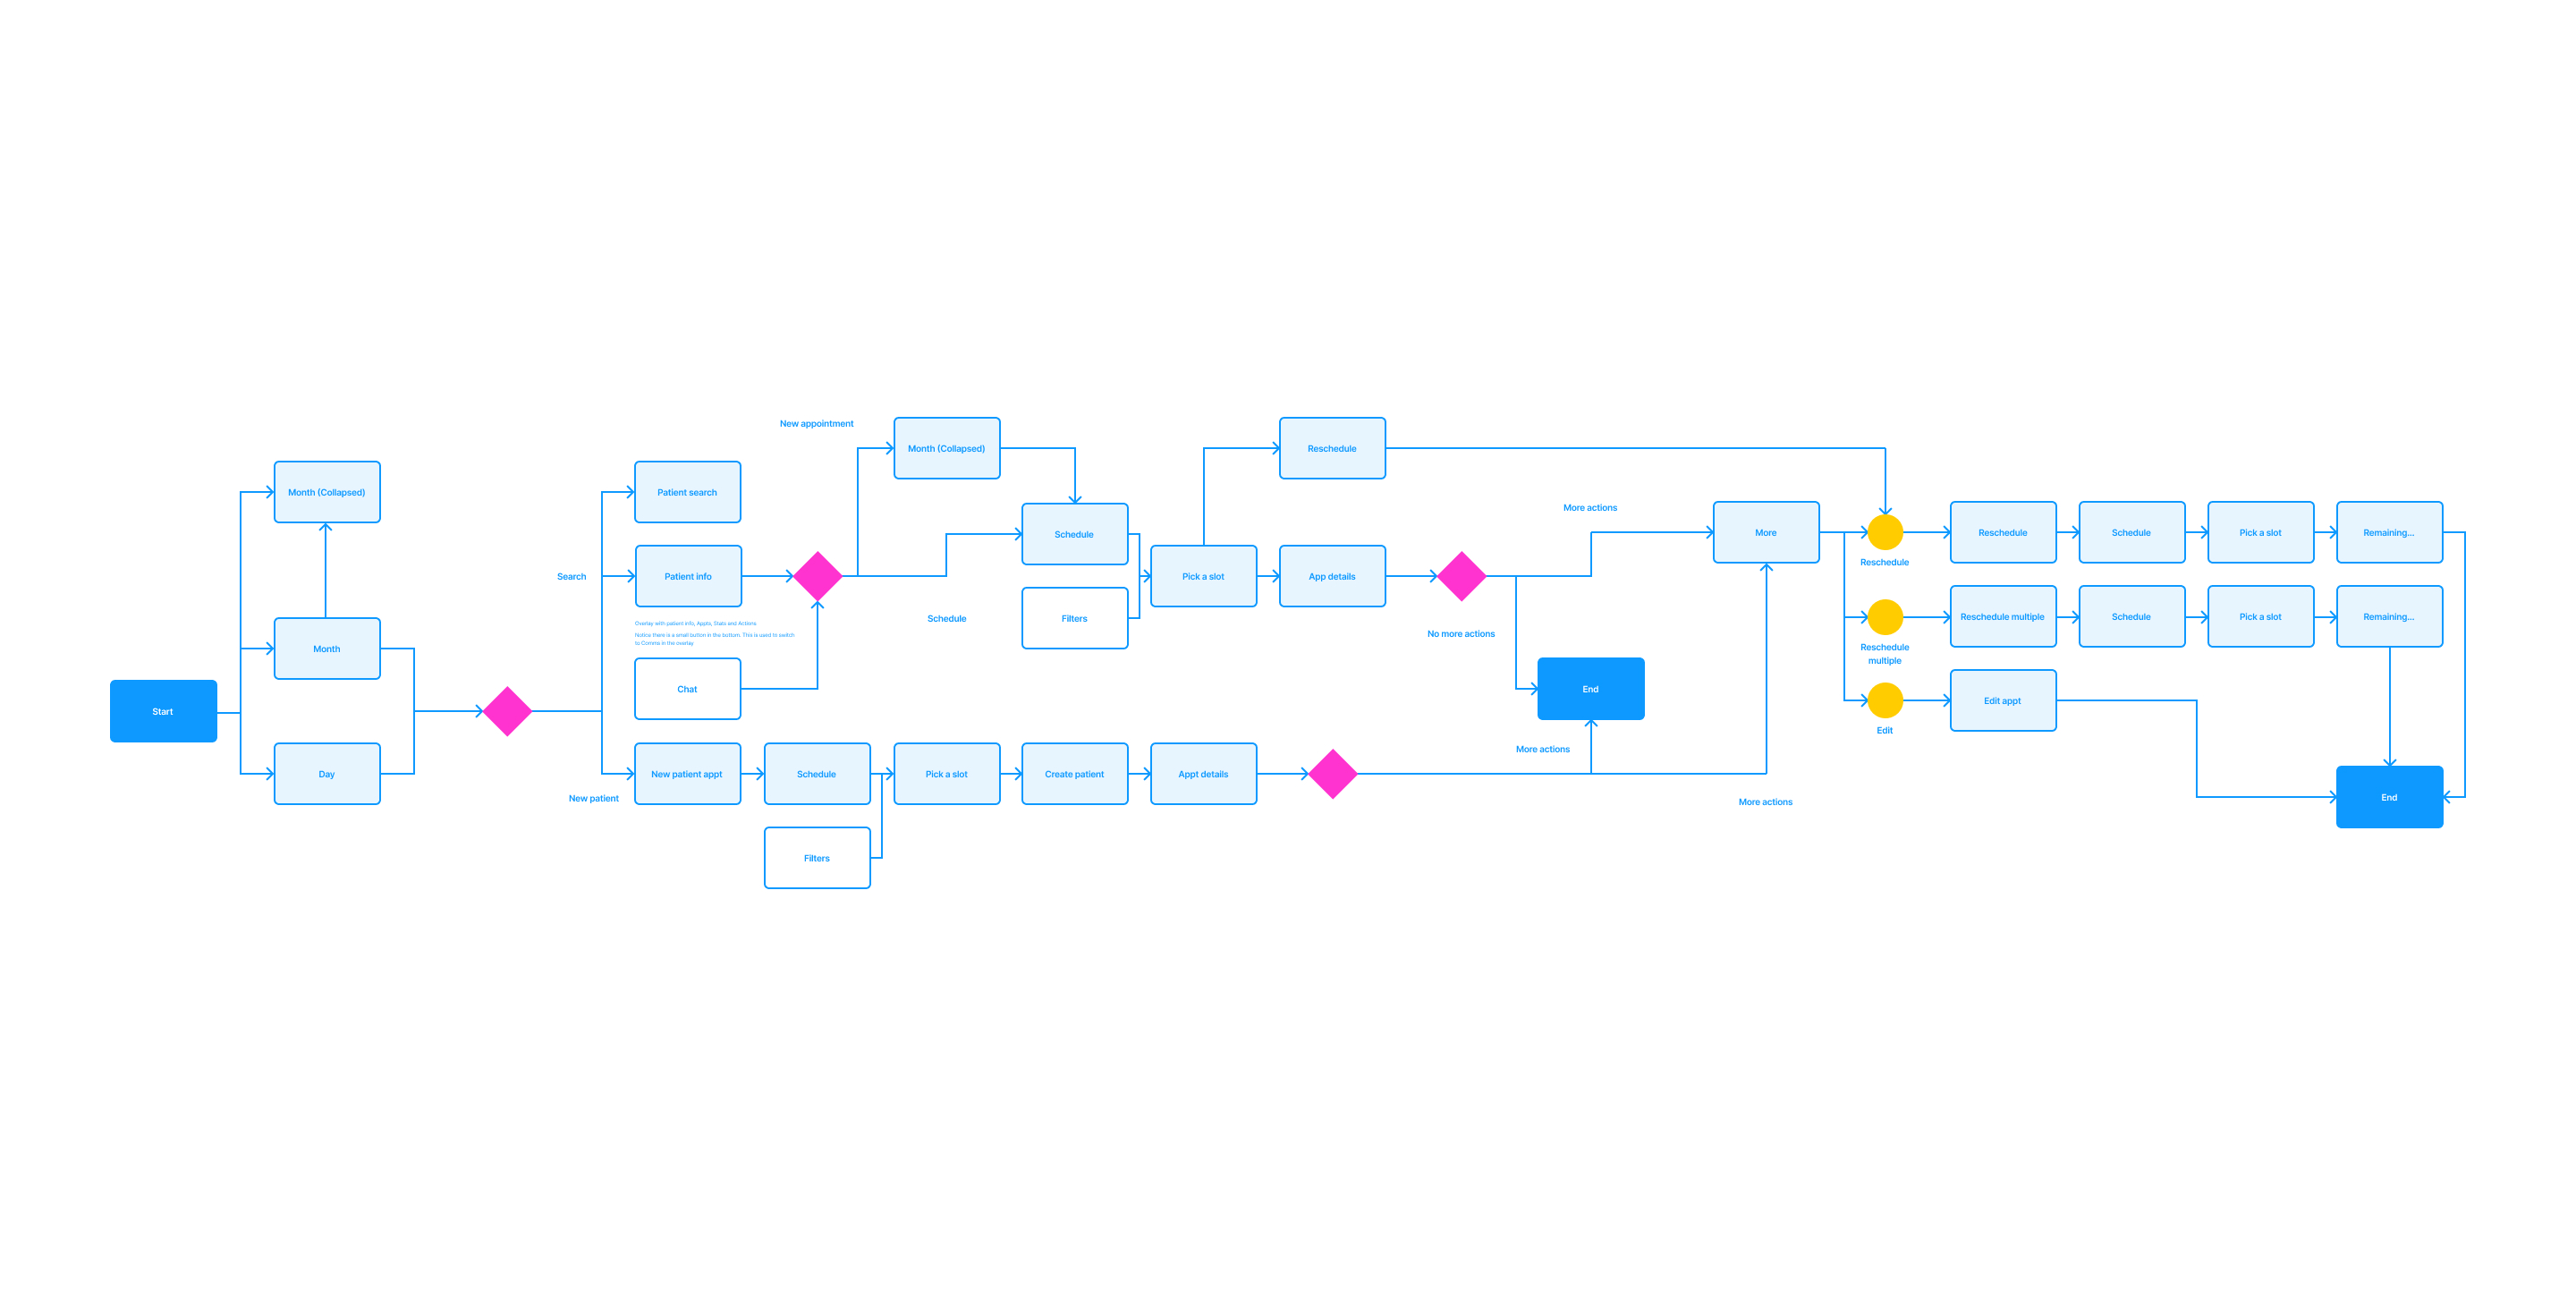 New appointment
Month (Collapsed)
Reschedule
Month (Collapsed)
Patient search
More actions
Schedule
More
Reschedule
Schedule
Pick a slot
Remaining...
Reschedule
Search
Patient info
Pick a slot
App details
Schedule
Filters
Reschedule multiple
Schedule
Pick a slot
Remaining...
Overlay with patient info, Appts, Stats and Actions
Notice there is a small button in the bottom. This is used to switch
to Comms in the overlay
No more actions
Reschedule
multiple
Month
Chat
End
Edit appt
Edit
Start
More actions
Day
New patient appt
Schedule
Pick a slot
Create patient
Appt details
New patient
More actions
End
Filters